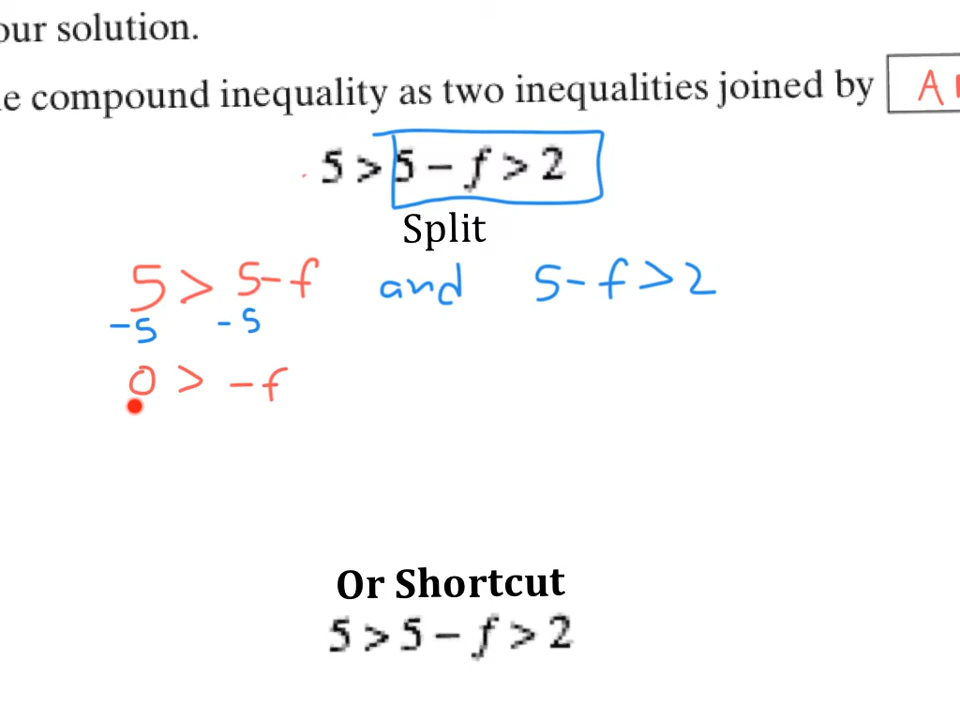 our solution.
e compound inequality as two inequalities joined by A
5 > 5 - f > 2
Split
5 > 5-f and 5-f>2
-5 -5
0 > -f
Or Shortcut
5 > 5 - f > 2